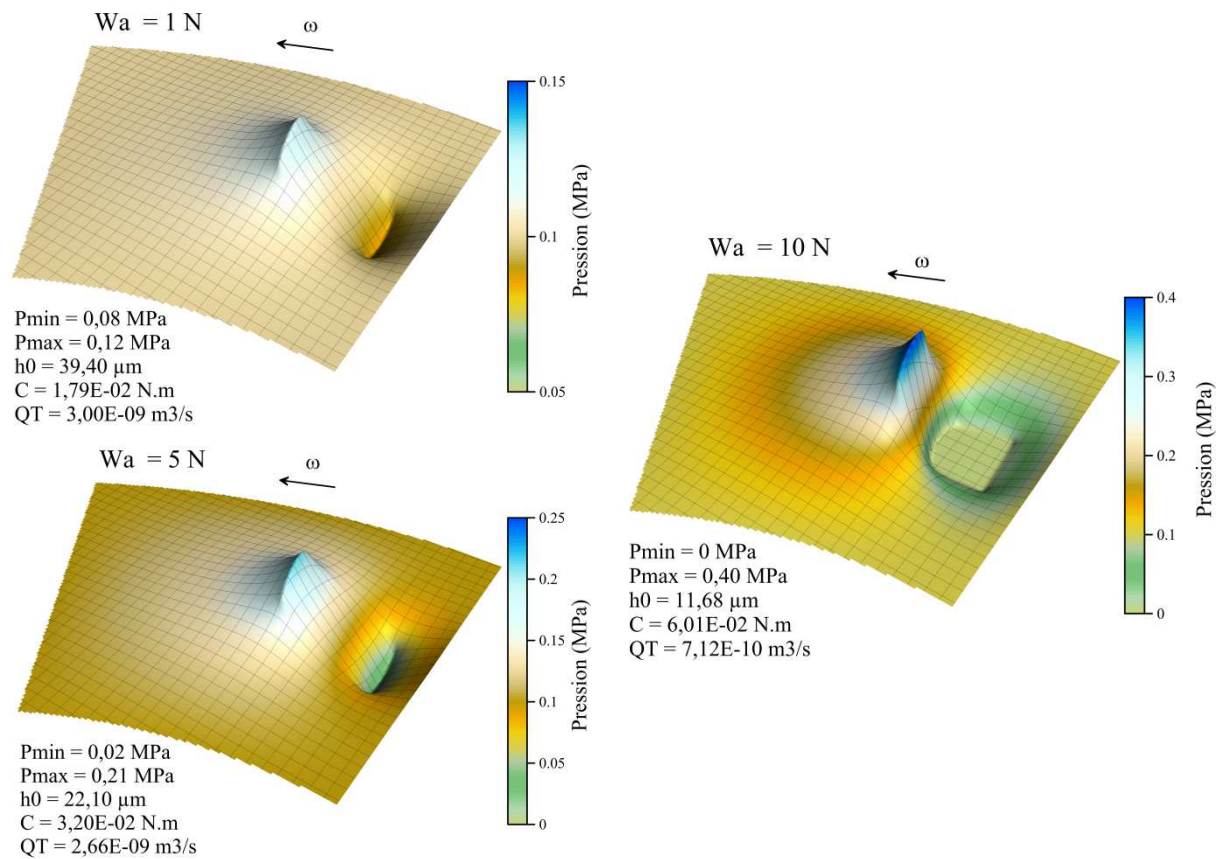 Wa = 1 N
ω
0.15
0.1
0.05
Pression (MPa)
Pmin = 0,08 MPa
Pmax = 0,12 MPa
h0 = 39,40 µm
C = 1,79E-02 N.m
QT = 3,00E-09 m3/s
Wa = 5 N
ω
0.25
0.2
0.15
0.1
0.05
0
Pression (MPa)
Pmin = 0,02 MPa
Pmax = 0,21 MPa
h0 = 22,10 µm
C = 3,20E-02 N.m
QT = 2,66E-09 m3/s
Wa = 10 N
ω
0.4
0.3
0.2
0.1
0
Pression (MPa)
Pmin = 0 MPa
Pmax = 0,40 MPa
h0 = 11,68 µm
C = 6,01E-02 N.m
QT = 7,12E-10 m3/s